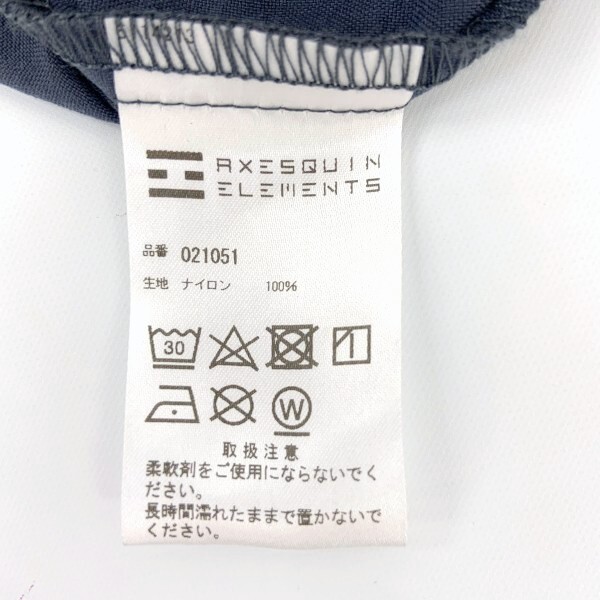 AXESQUIN
ELEMENTS
品番 021051
生地 ナイロン 100%
30
W
取扱注意
柔軟剤をご使用にならないでく
ださい。
長時間濡れたままで置かないで
ください。